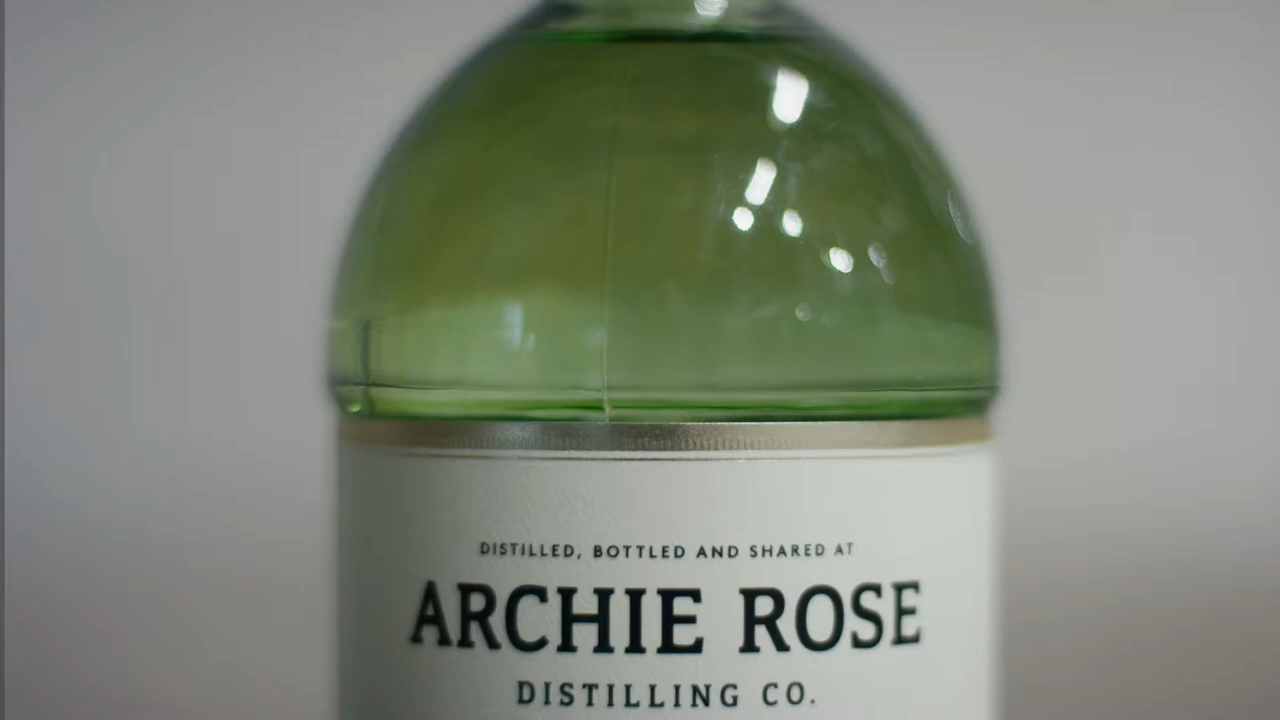 DISTILLED, BOTTLED AND SHARED AT
ARCHIE ROSE
DISTILLING CO.